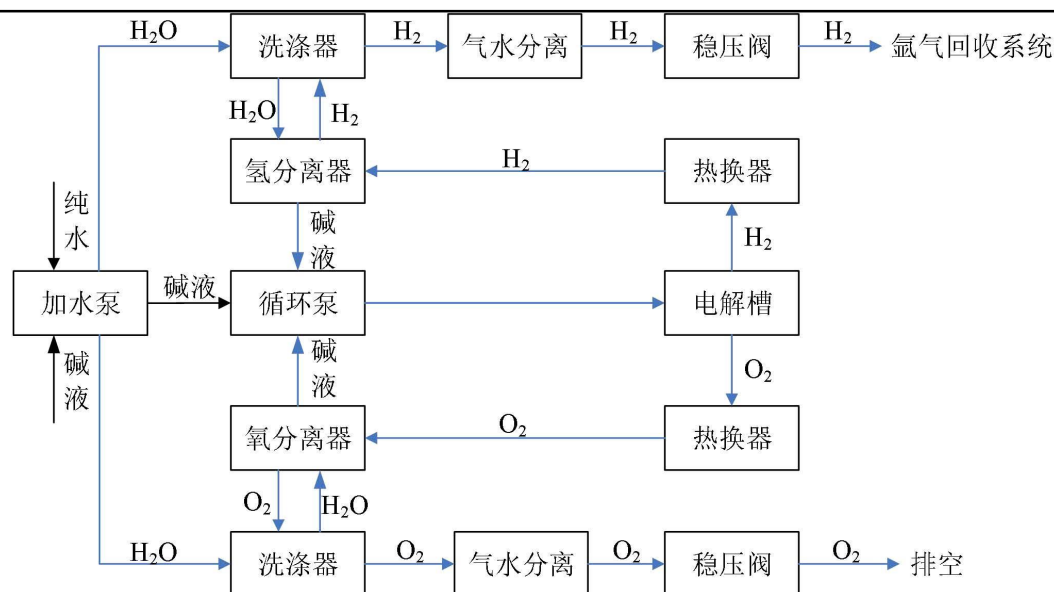 H₂O 洗涤器 H₂ 气水分离 H₂ 稳压阀 H₂ 氩气回收系统
H₂O H₂
氢分离器 H₂ 热换器
纯水 碱液 H₂
加水泵 碱液 循环泵 电解槽
碱液 碱液 O₂
氧分离器 O₂ 热换器
O₂ H₂O
H₂O 洗涤器 O₂ 气水分离 O₂ 稳压阀 O₂ 排空